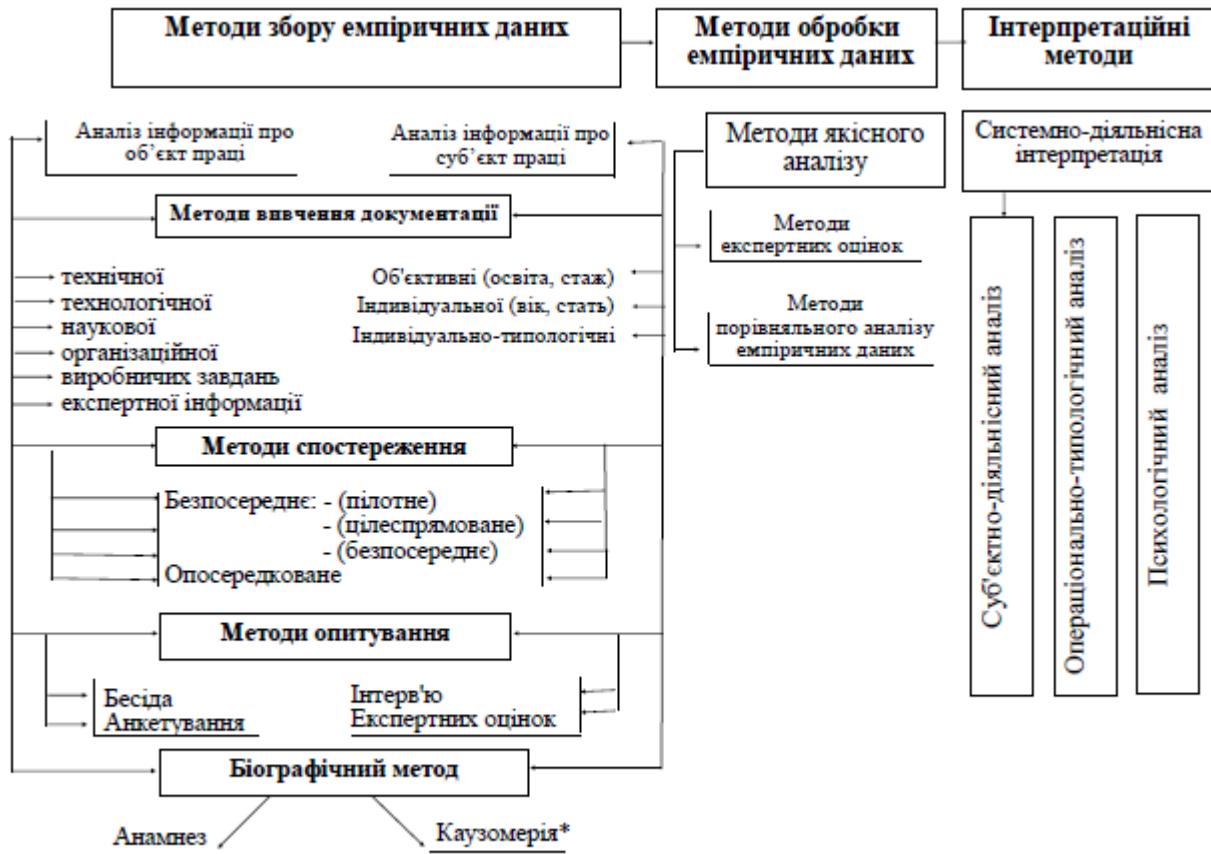 Методи збору емпіричних даних
Методи обробки
емпіричних даних
Інтерпретаційні
методи
Аналіз інформації про
об’єкт праці
Аналіз інформації про
суб’єкт праці
Методи вивчення документації
технічної
технологічної
наукової
організаційної
виробничих завдань
експертної інформації
Об'єктивні (освіта, стаж)
Індивідуальної (вік, стать)
Індивідуально-типологічні
Методи спостереження
Безпосереднє: - (пілотне)
- (цілеспрямоване)
- (безпосереднє)
Опосередковане
Методи опитування
Бесіда
Анкетування
Інтерв'ю
Експертних оцінок
Біографічний метод
Анамнез
Каузомерія*
Методи якісного
аналізу
Методи
експертних оцінок
Методи
порівняльного аналізу
емпіричних даних
Системно-діяльнісна
інтерпретація
Суб'єктно-діяльнісний аналіз
Операціонально-типологічний аналіз
Психологічний аналіз